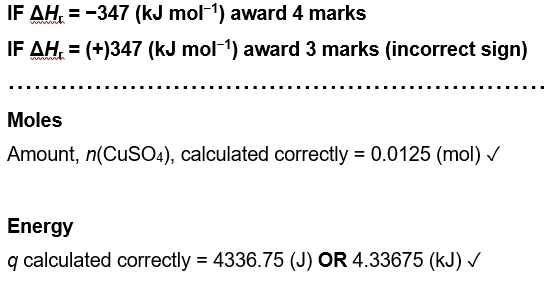 IF ΔHᵣ = −347 (kJ mol⁻¹) award 4 marks
IF ΔHᵣ = (+)347 (kJ mol⁻¹) award 3 marks (incorrect sign)
Moles
Amount, n(CuSO₄), calculated correctly = 0.0125 (mol) ✓
Energy
q calculated correctly = 4336.75 (J) OR 4.33675 (kJ) ✓